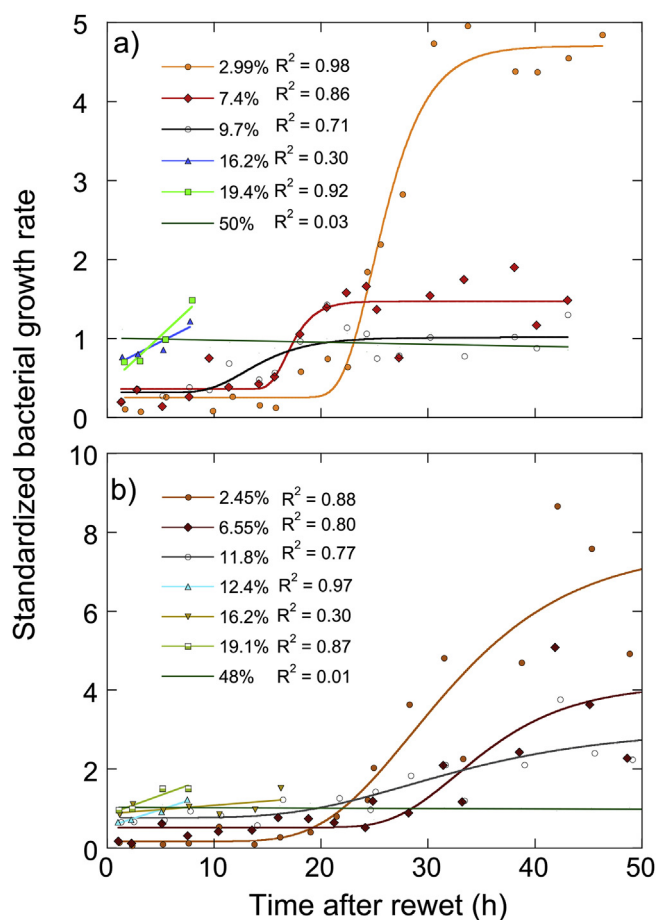 Standardized bacterial growth rate
a)
5
4
3
2
1
0
2.99% R² = 0.98
7.4% R² = 0.86
9.7% R² = 0.71
16.2% R² = 0.30
19.4% R² = 0.92
50% R² = 0.03
b)
10
8
6
4
2
0
2.45% R² = 0.88
6.55% R² = 0.80
11.8% R² = 0.77
12.4% R² = 0.97
16.2% R² = 0.30
19.1% R² = 0.87
48% R² = 0.01
0 10 20 30 40 50
Time after rewet (h)